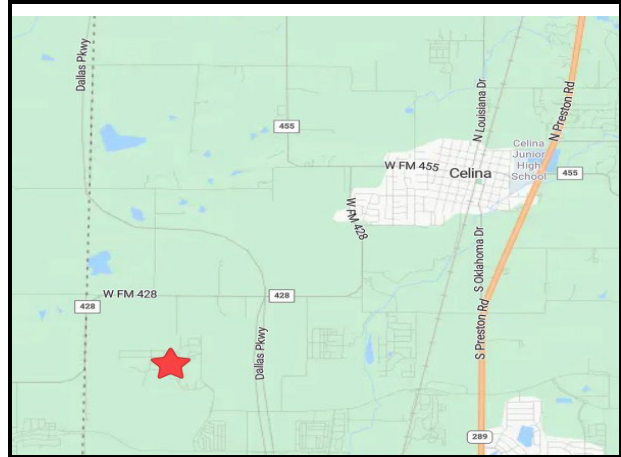 Dallas Pkwy
455
N Louisiana Dr
N Preston Rd
Celina
Junior
High
School
W FM 455
Celina
455
W FM 428
S Oklahoma Dr
W FM 428
428
428
S Preston Rd
Dallas Pkwy
289